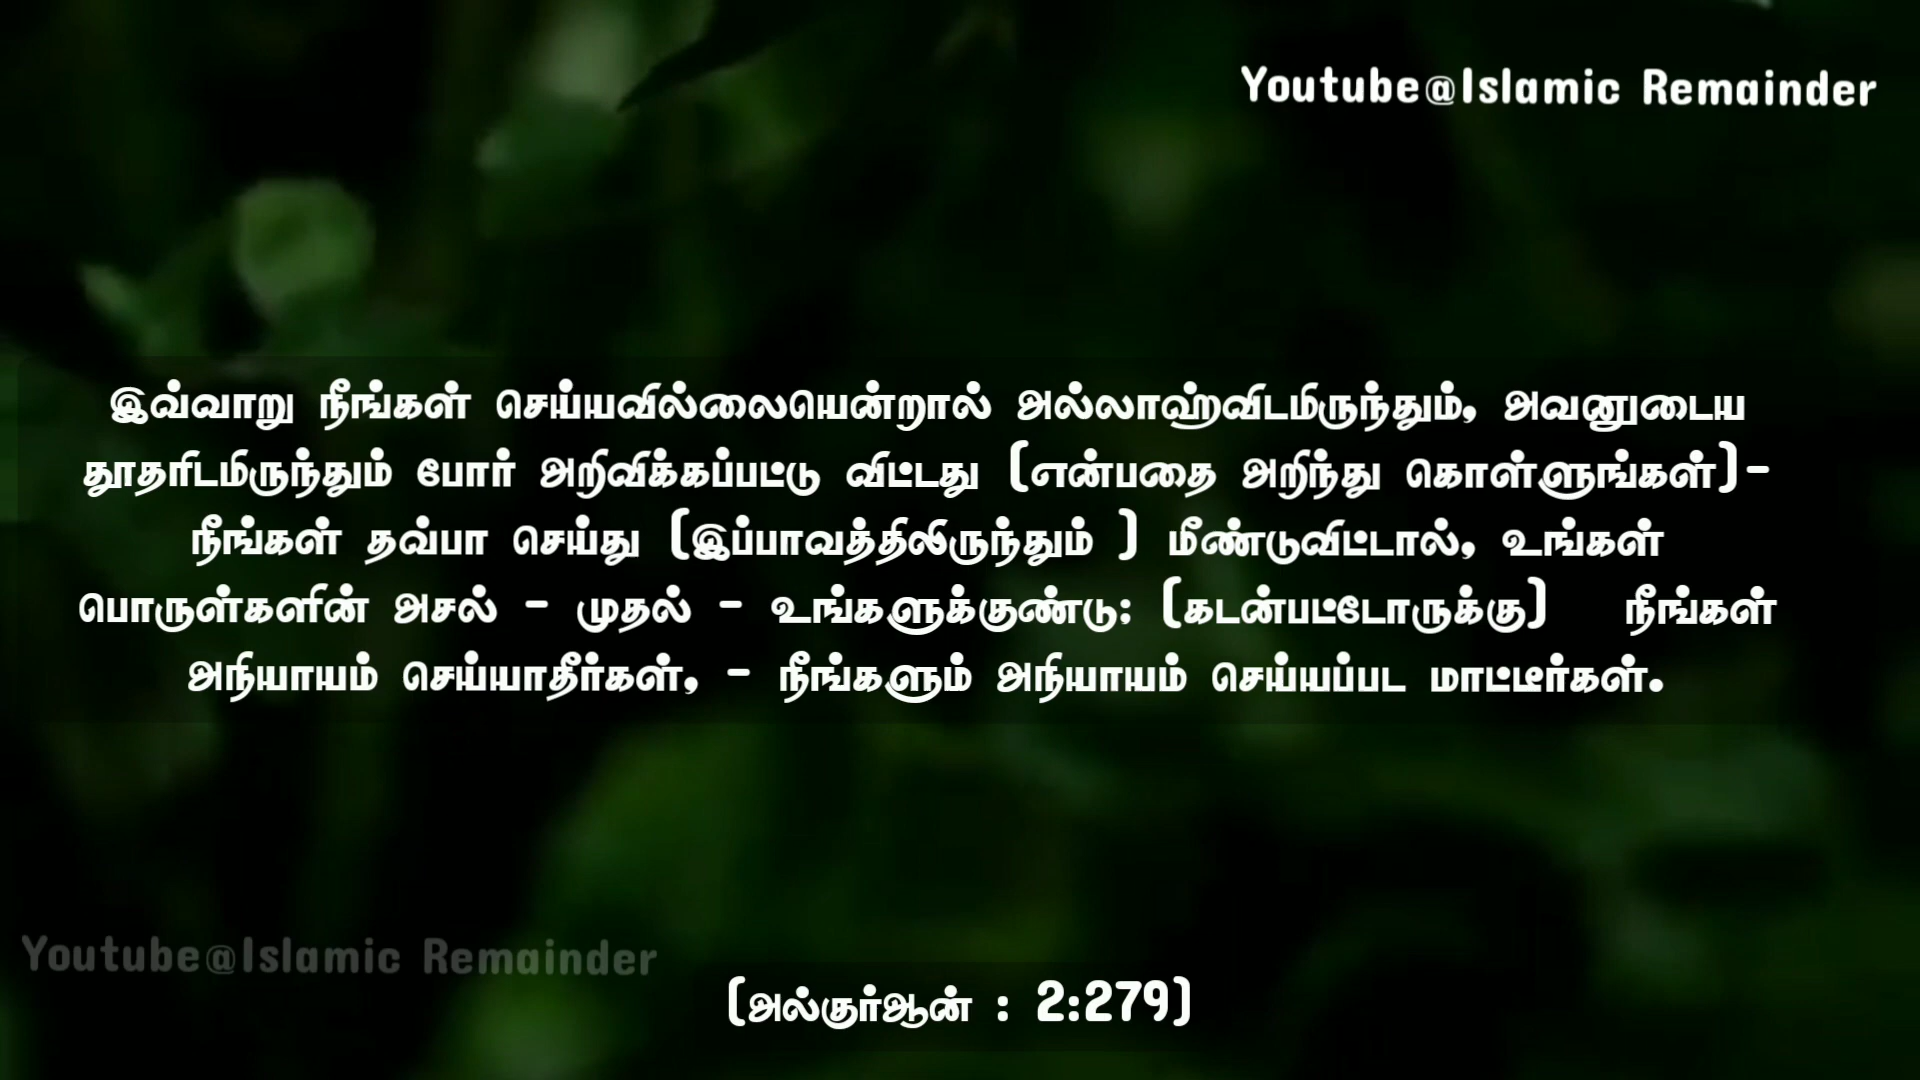 Youtube@Islamic Remainder
இவ்வாறு நீங்கள் செய்யவில்லையென்றால் அல்லாஹ்விடமிருந்தும், அவனுடைய
தூதரிடமிருந்தும் போர் அறிவிக்கப்பட்டு விட்டது (என்பதை அறிந்து கொள்ளுங்கள்)-
நீங்கள் தவ்பா செய்து (இப்பாவத்திலிருந்தும் ) மீண்டுவிட்டால், உங்கள்
பொருள்களின் அசல் - முதல் - உங்களுக்குண்டு; (கடன்பட்டோருக்கு) நீங்கள்
அநியாயம் செய்யாதீர்கள், - நீங்களும் அநியாயம் செய்யப்பட மாட்டீர்கள்.
Youtube@Islamic Remainder
(அல்குர்ஆன் : 2:279)